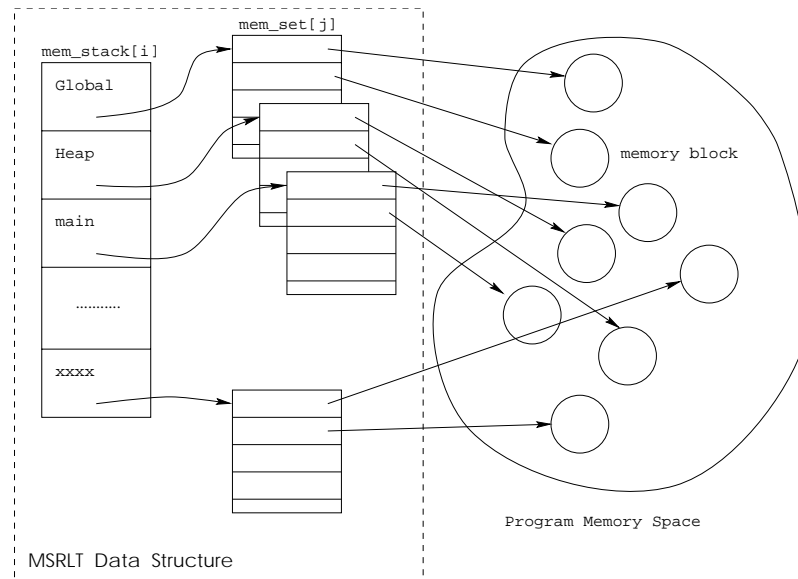 mem_set[j]
mem_stack[i]
Global
Heap
main
...........
xxxx
memory block
Program Memory Space
MSRLT Data Structure